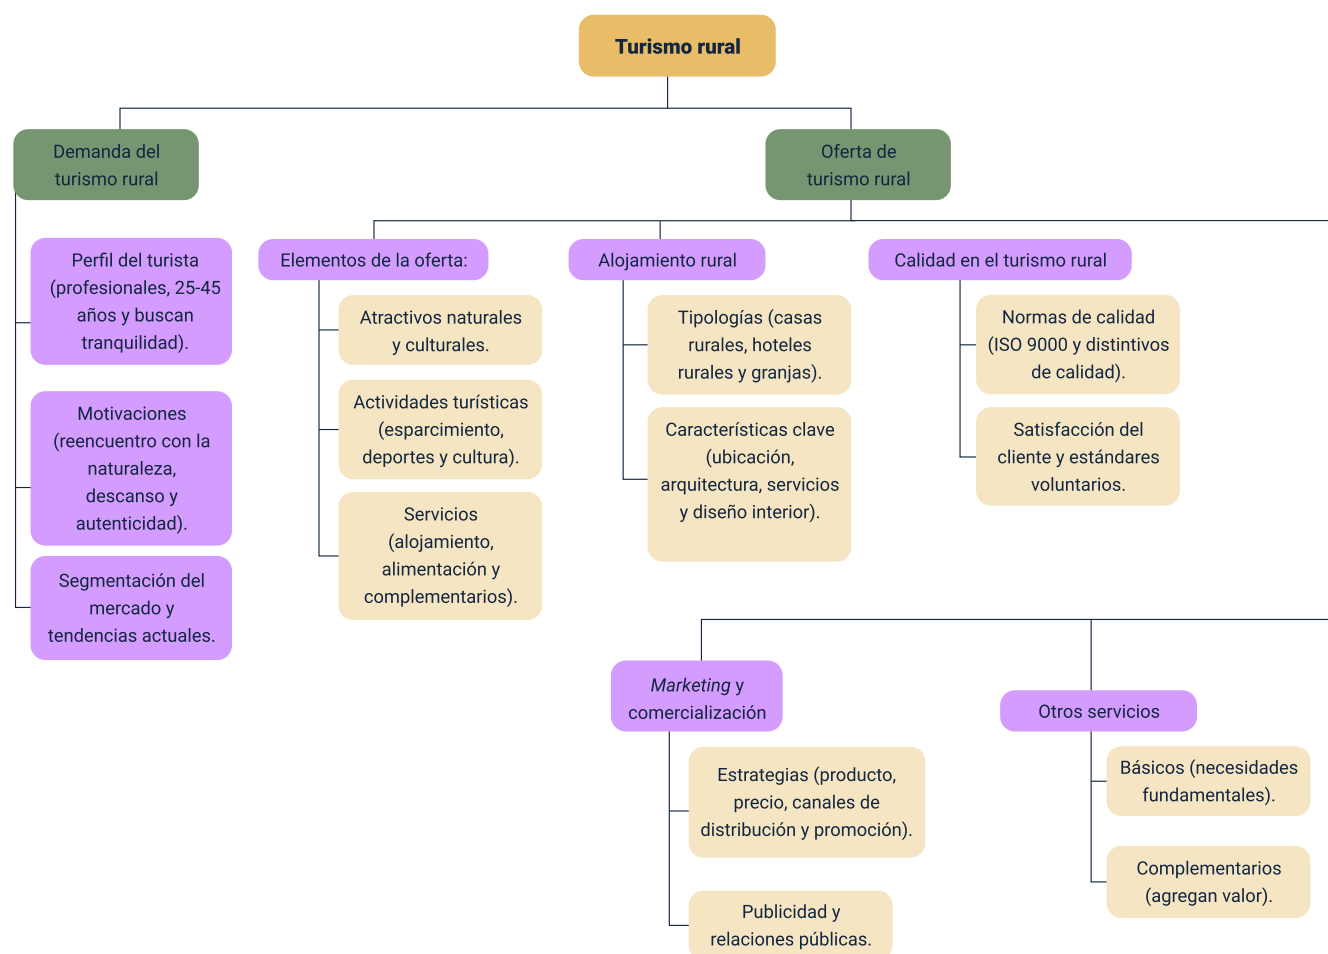 Turismo rural
Demanda del
turismo rural
Perfil del turista
(profesionales, 25-45
años y buscan
tranquilidad).
Motivaciones
(reencuentro con la
naturaleza,
descanso y
autenticidad).
Segmentación del
mercado y
tendencias actuales.
Oferta de
turismo rural
Elementos de la oferta:
Atractivos naturales
y culturales.
Actividades turísticas
(esparcimiento,
deportes y cultura).
Servicios
(alojamiento,
alimentación y
complementarios).
Alojamiento rural
Tipologías (casas
rurales, hoteles
rurales y granjas).
Características clave
(ubicación,
arquitectura, servicios
y diseño interior).
Calidad en el turismo rural
Normas de calidad
(ISO 9000 y distintivos
de calidad).
Satisfacción del
cliente y estándares
voluntarios.
Marketing y
comercialización
Estrategias (producto,
precio, canales de
distribución y promoción).
Publicidad y
relaciones públicas.
Otros servicios
Básicos (necesidades
fundamentales).
Complementarios
(agregan valor).